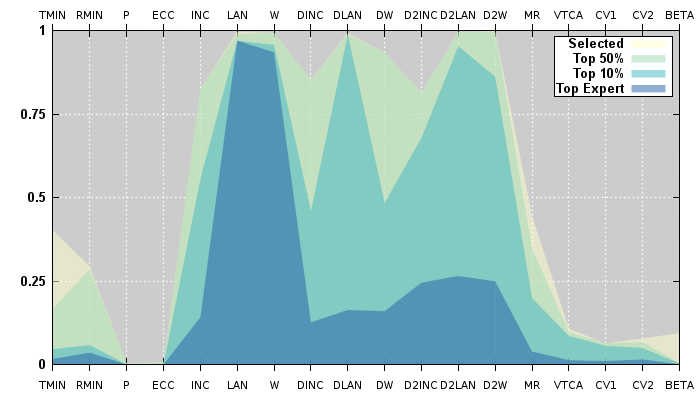 TMIN RMIN P ECC INC LAN W DINC DLAN DW D2INC D2LAN D2W MR VTCA CV1 CV2 BETA
1
Selected
Top 50%
Top 10%
Top Expert
0.75
0.5
0.25
0
TMIN RMIN P ECC INC LAN W DINC DLAN DW D2INC D2LAN D2W MR VTCA CV1 CV2 BETA